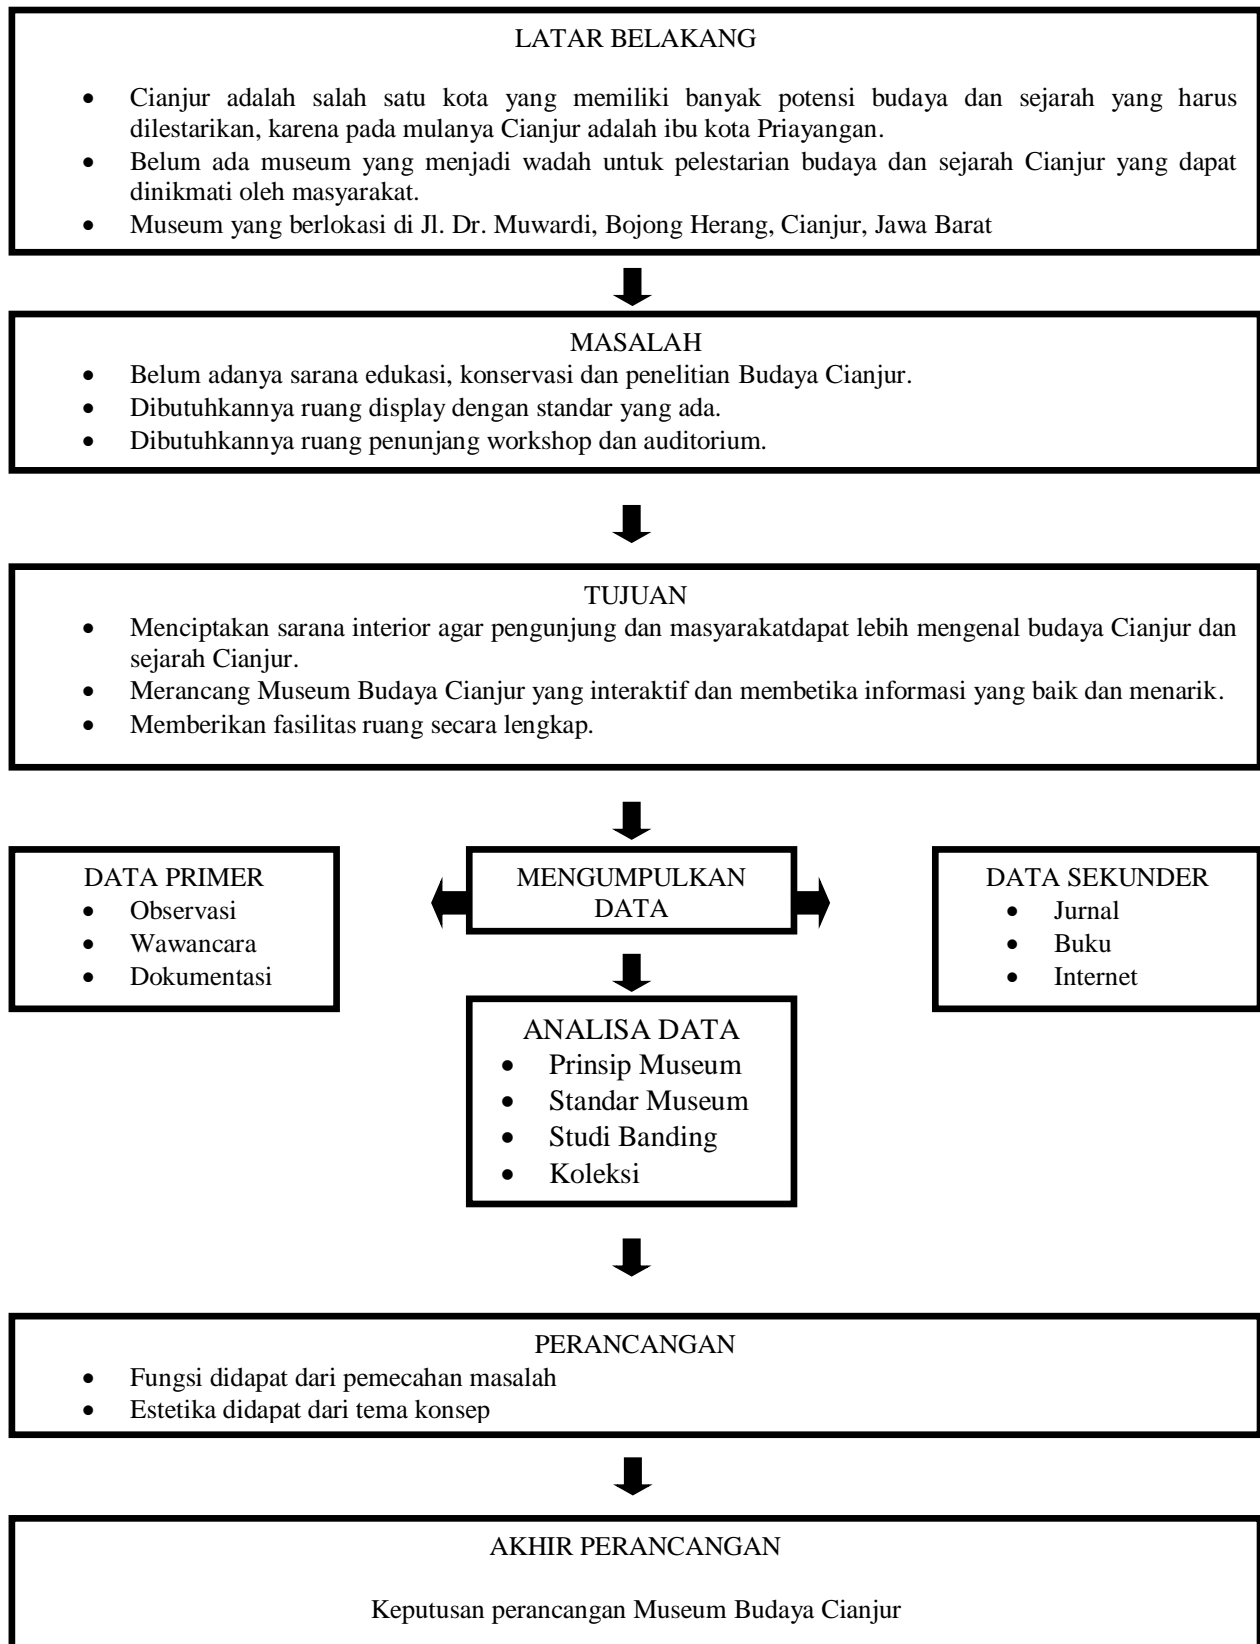 LATAR BELAKANG
• Cianjur adalah salah satu kota yang memiliki banyak potensi budaya dan sejarah yang harus
dilestarikan, karena pada mulanya Cianjur adalah ibu kota Priayangan.
• Belum ada museum yang menjadi wadah untuk pelestarian budaya dan sejarah Cianjur yang dapat
dinikmati oleh masyarakat.
• Museum yang berlokasi di Jl. Dr. Muwardi, Bojong Herang, Cianjur, Jawa Barat
MASALAH
• Belum adanya sarana edukasi, konservasi dan penelitian Budaya Cianjur.
• Dibutuhkannya ruang display dengan standar yang ada.
• Dibutuhkannya ruang penunjang workshop dan auditorium.
TUJUAN
• Menciptakan sarana interior agar pengunjung dan masyarakatdapat lebih mengenal budaya Cianjur dan
sejarah Cianjur.
• Merancang Museum Budaya Cianjur yang interaktif dan membetika informasi yang baik dan menarik.
• Memberikan fasilitas ruang secara lengkap.
DATA PRIMER
• Observasi
• Wawancara
• Dokumentasi
MENGUMPULKAN
DATA
DATA SEKUNDER
• Jurnal
• Buku
• Internet
ANALISA DATA
• Prinsip Museum
• Standar Museum
• Studi Banding
• Koleksi
PERANCANGAN
• Fungsi didapat dari pemecahan masalah
• Estetika didapat dari tema konsep
AKHIR PERANCANGAN
Keputusan perancangan Museum Budaya Cianjur